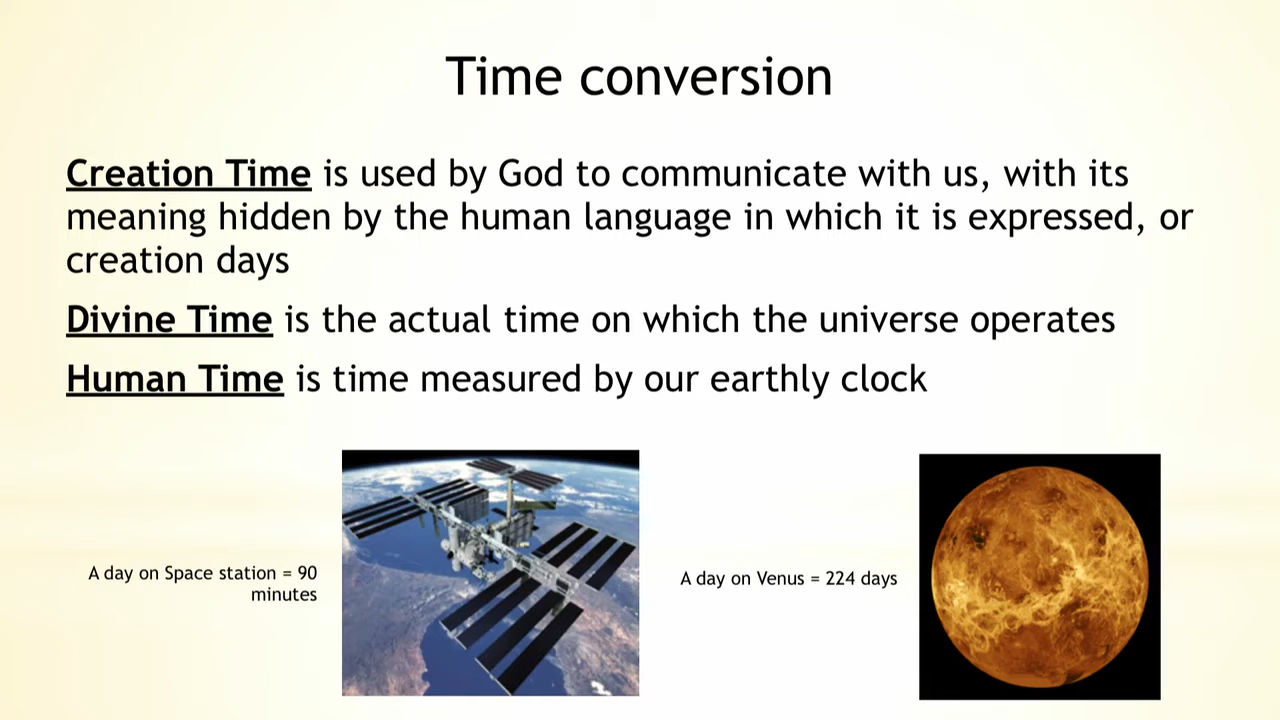 Time conversion
Creation Time is used by God to communicate with us, with its
meaning hidden by the human language in which it is expressed, or
creation days
Divine Time is the actual time on which the universe operates
Human Time is time measured by our earthly clock
A day on Space station = 90
minutes
A day on Venus = 224 days